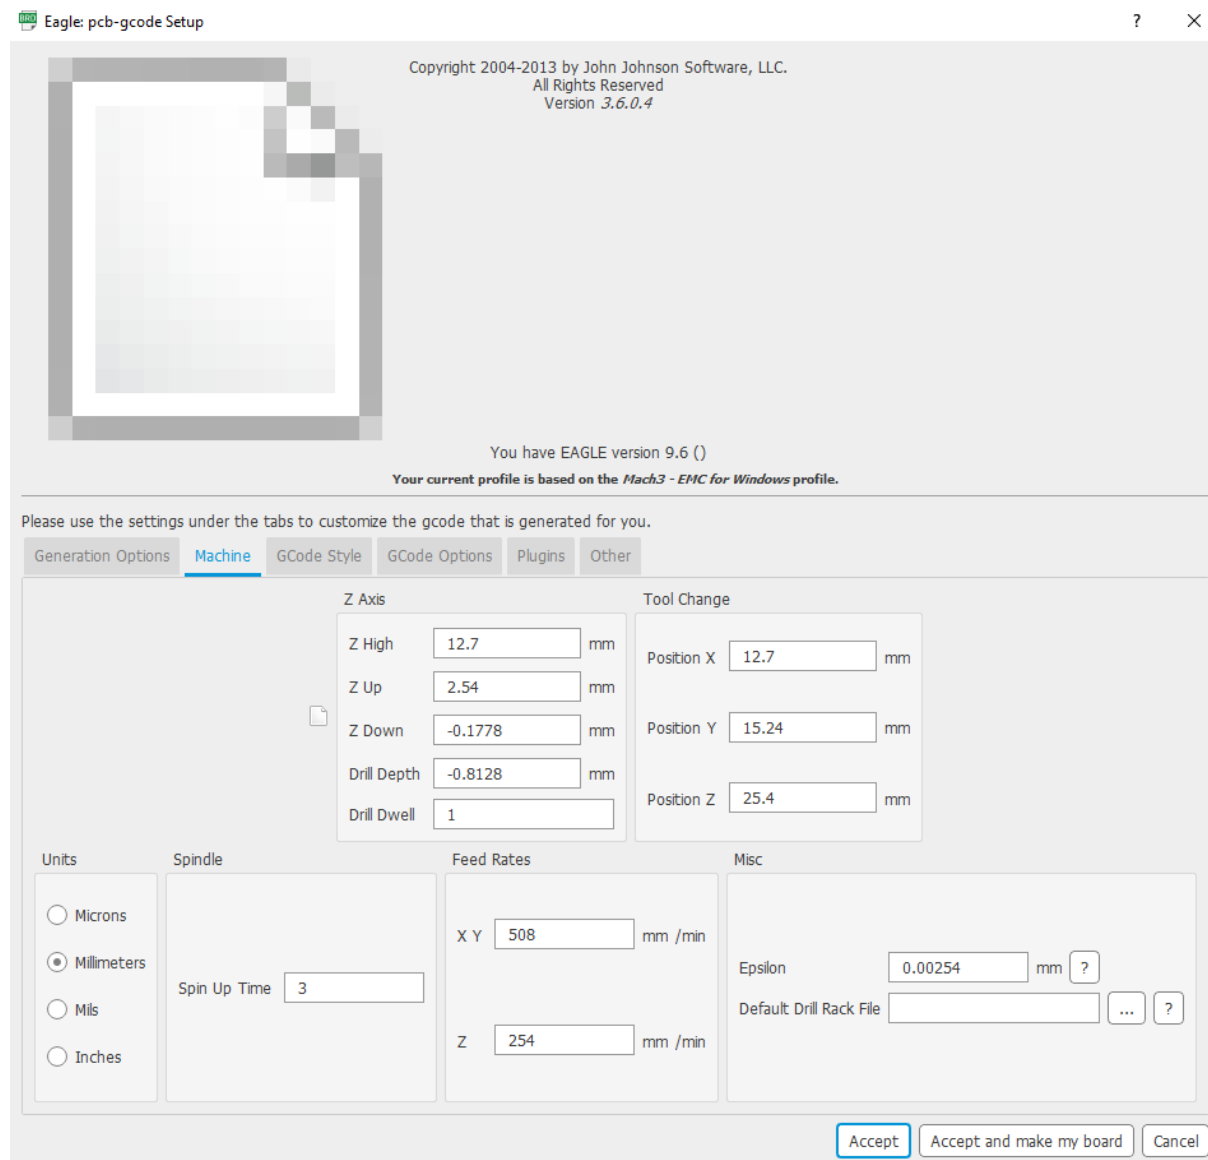 Eagle: pcb-gcode Setup
?
Copyright 2004-2013 by John Johnson Software, LLC.
All Rights Reserved
Version 3.6.0.4
You have EAGLE version 9.6 ()
Your current profile is based on the Mach3 - EMC for Windows profile.
Please use the settings under the tabs to customize the gcode that is generated for you.
Generation Options Machine GCode Style GCode Options Plugins Other
Z Axis
Z High 12.7 mm
Z Up 2.54 mm
Z Down -0.1778 mm
Drill Depth -0.8128 mm
Drill Dwell 1
Tool Change
Position X 12.7 mm
Position Y 15.24 mm
Position Z 25.4 mm
Units
Microns
Millimeters
Mils
Inches
Spindle
Spin Up Time 3
Feed Rates
X Y 508 mm /min
Z 254 mm /min
Misc
Epsilon 0.00254 mm ?
Default Drill Rack File ... ?
Accept Accept and make my board Cancel